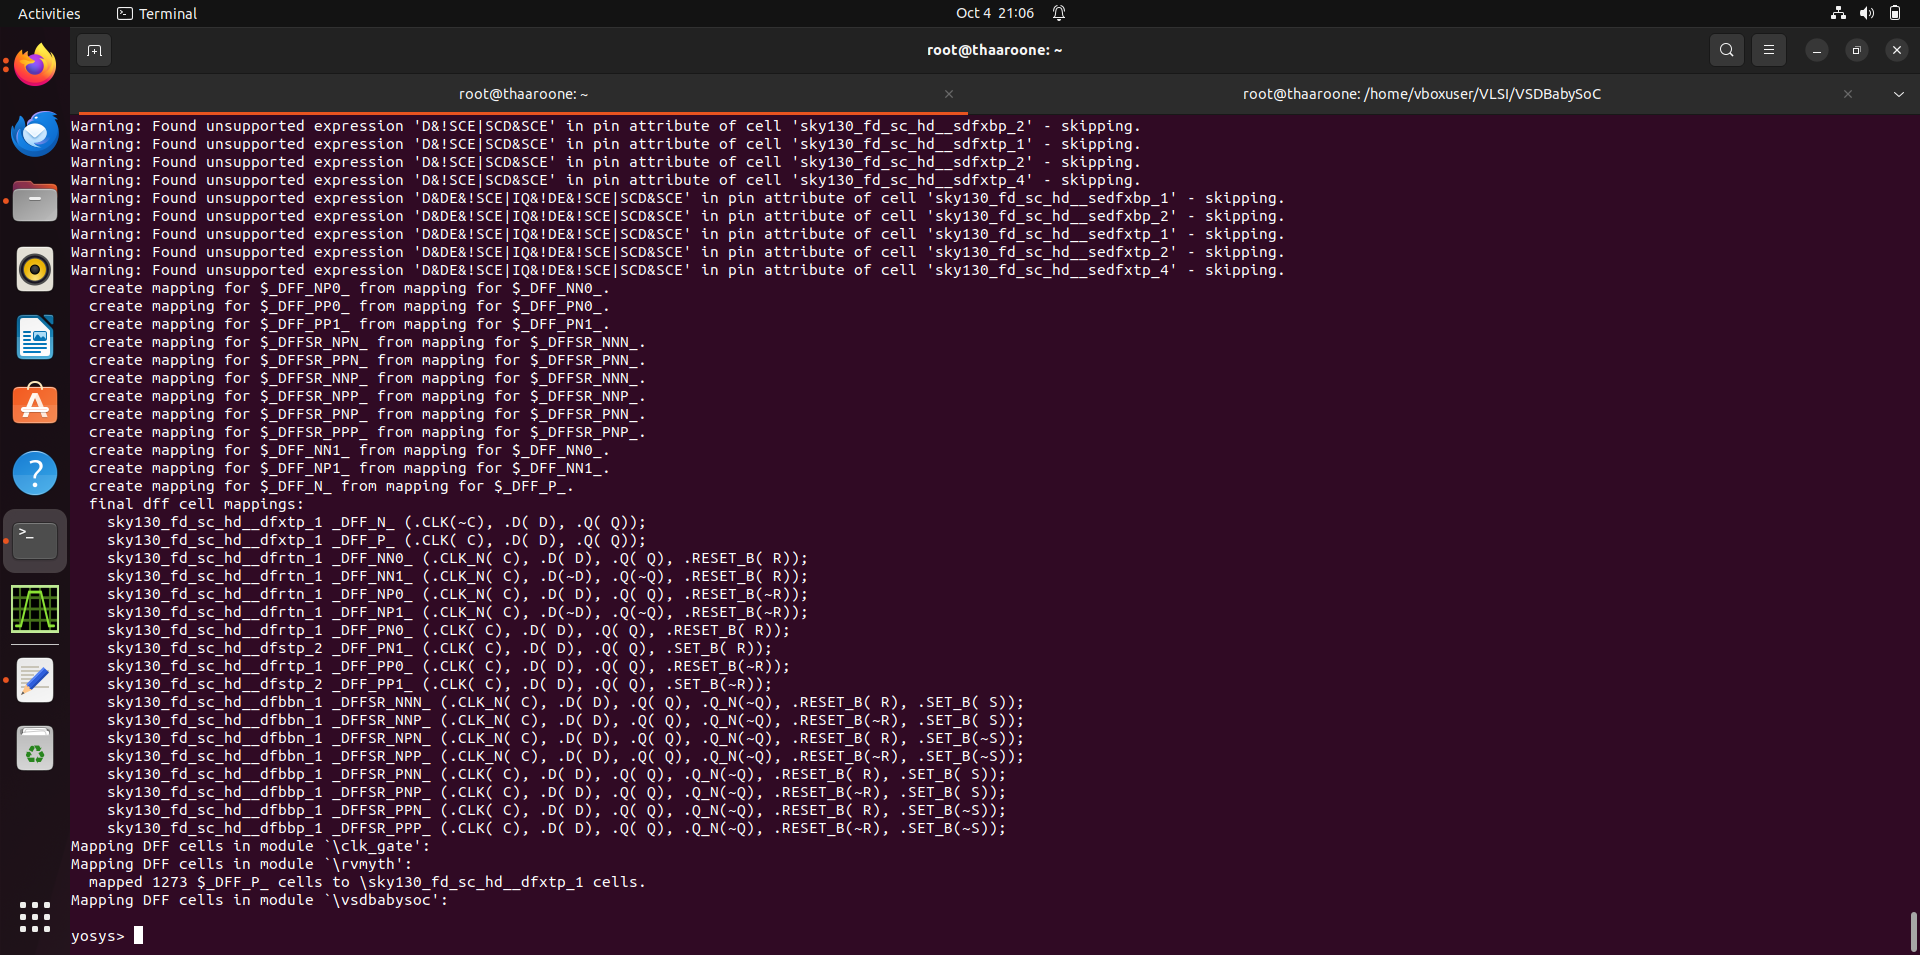 Activities Terminal Oct 4 21:06
root@thaaroone: ~
root@thaaroone: ~ root@thaaroone: /home/vboxuser/VLSI/VSDBabySoC
Warning: Found unsupported expression 'D&!SCE|SCD&SCE' in pin attribute of cell 'sky130_fd_sc_hd__sdfxbp_2' - skipping.
Warning: Found unsupported expression 'D&!SCE|SCD&SCE' in pin attribute of cell 'sky130_fd_sc_hd__sdfxtp_1' - skipping.
Warning: Found unsupported expression 'D&!SCE|SCD&SCE' in pin attribute of cell 'sky130_fd_sc_hd__sdfxtp_2' - skipping.
Warning: Found unsupported expression 'D&!SCE|SCD&SCE' in pin attribute of cell 'sky130_fd_sc_hd__sdfxtp_4' - skipping.
Warning: Found unsupported expression 'D&DE&!SCE|IQ&!DE&!SCE|SCD&SCE' in pin attribute of cell 'sky130_fd_sc_hd__sedfxbp_1' - skipping.
Warning: Found unsupported expression 'D&DE&!SCE|IQ&!DE&!SCE|SCD&SCE' in pin attribute of cell 'sky130_fd_sc_hd__sedfxbp_2' - skipping.
Warning: Found unsupported expression 'D&DE&!SCE|IQ&!DE&!SCE|SCD&SCE' in pin attribute of cell 'sky130_fd_sc_hd__sedfxtp_1' - skipping.
Warning: Found unsupported expression 'D&DE&!SCE|IQ&!DE&!SCE|SCD&SCE' in pin attribute of cell 'sky130_fd_sc_hd__sedfxtp_2' - skipping.
Warning: Found unsupported expression 'D&DE&!SCE|IQ&!DE&!SCE|SCD&SCE' in pin attribute of cell 'sky130_fd_sc_hd__sedfxtp_4' - skipping.
create mapping for $_DFF_NP0_ from mapping for $_DFF_NN0_.
create mapping for $_DFF_PP0_ from mapping for $_DFF_PN0_.
create mapping for $_DFF_PP1_ from mapping for $_DFF_PN1_.
create mapping for $_DFFSR_NPN_ from mapping for $_DFFSR_NNN_.
create mapping for $_DFFSR_PPN_ from mapping for $_DFFSR_PNN_.
create mapping for $_DFFSR_NNP_ from mapping for $_DFFSR_NNN_.
create mapping for $_DFFSR_NPP_ from mapping for $_DFFSR_NNP_.
create mapping for $_DFFSR_PNP_ from mapping for $_DFFSR_PNN_.
create mapping for $_DFFSR_PPP_ from mapping for $_DFFSR_PNP_.
create mapping for $_DFF_NN1_ from mapping for $_DFF_NN0_.
create mapping for $_DFF_NP1_ from mapping for $_DFF_NN1_.
create mapping for $_DFF_N_ from mapping for $_DFF_P_.
final dff cell mappings:
sky130_fd_sc_hd__dfxtp_1 _DFF_N_ (.CLK(~C), .D( D), .Q( Q));
sky130_fd_sc_hd__dfxtp_1 _DFF_P_ (.CLK( C), .D( D), .Q( Q));
sky130_fd_sc_hd__dfrtn_1 _DFF_NN0_ (.CLK_N( C), .D( D), .Q( Q), .RESET_B( R));
sky130_fd_sc_hd__dfrtn_1 _DFF_NN1_ (.CLK_N( C), .D(~D), .Q(~Q), .RESET_B( R));
sky130_fd_sc_hd__dfrtn_1 _DFF_NP0_ (.CLK_N( C), .D( D), .Q( Q), .RESET_B(~R));
sky130_fd_sc_hd__dfrtn_1 _DFF_NP1_ (.CLK_N( C), .D(~D), .Q(~Q), .RESET_B(~R));
sky130_fd_sc_hd__dfrtp_1 _DFF_PN0_ (.CLK( C), .D( D), .Q( Q), .RESET_B( R));
sky130_fd_sc_hd__dfstp_2 _DFF_PN1_ (.CLK( C), .D( D), .Q( Q), .SET_B( R));
sky130_fd_sc_hd__dfrtp_1 _DFF_PP0_ (.CLK( C), .D( D), .Q( Q), .RESET_B(~R));
sky130_fd_sc_hd__dfstp_2 _DFF_PP1_ (.CLK( C), .D( D), .Q( Q), .SET_B(~R));
sky130_fd_sc_hd__dfbbn_1 _DFFSR_NNN_ (.CLK_N( C), .D( D), .Q( Q), .Q_N(~Q), .RESET_B( R), .SET_B( S));
sky130_fd_sc_hd__dfbbn_1 _DFFSR_NNP_ (.CLK_N( C), .D( D), .Q( Q), .Q_N(~Q), .RESET_B(~R), .SET_B( S));
sky130_fd_sc_hd__dfbbn_1 _DFFSR_NPN_ (.CLK_N( C), .D( D), .Q( Q), .Q_N(~Q), .RESET_B( R), .SET_B(~S));
sky130_fd_sc_hd__dfbbn_1 _DFFSR_NPP_ (.CLK_N( C), .D( D), .Q( Q), .Q_N(~Q), .RESET_B(~R), .SET_B(~S));
sky130_fd_sc_hd__dfbbp_1 _DFFSR_PNN_ (.CLK( C), .D( D), .Q( Q), .Q_N(~Q), .RESET_B( R), .SET_B( S));
sky130_fd_sc_hd__dfbbp_1 _DFFSR_PNP_ (.CLK( C), .D( D), .Q( Q), .Q_N(~Q), .RESET_B(~R), .SET_B( S));
sky130_fd_sc_hd__dfbbp_1 _DFFSR_PPN_ (.CLK( C), .D( D), .Q( Q), .Q_N(~Q), .RESET_B( R), .SET_B(~S));
sky130_fd_sc_hd__dfbbp_1 _DFFSR_PPP_ (.CLK( C), .D( D), .Q( Q), .Q_N(~Q), .RESET_B(~R), .SET_B(~S));
Mapping DFF cells in module `\clk_gate':
Mapping DFF cells in module `\rvmyth':
mapped 1273 $_DFF_P_ cells to \sky130_fd_sc_hd__dfxtp_1 cells.
Mapping DFF cells in module `\vsdbabysoc':
yosys>